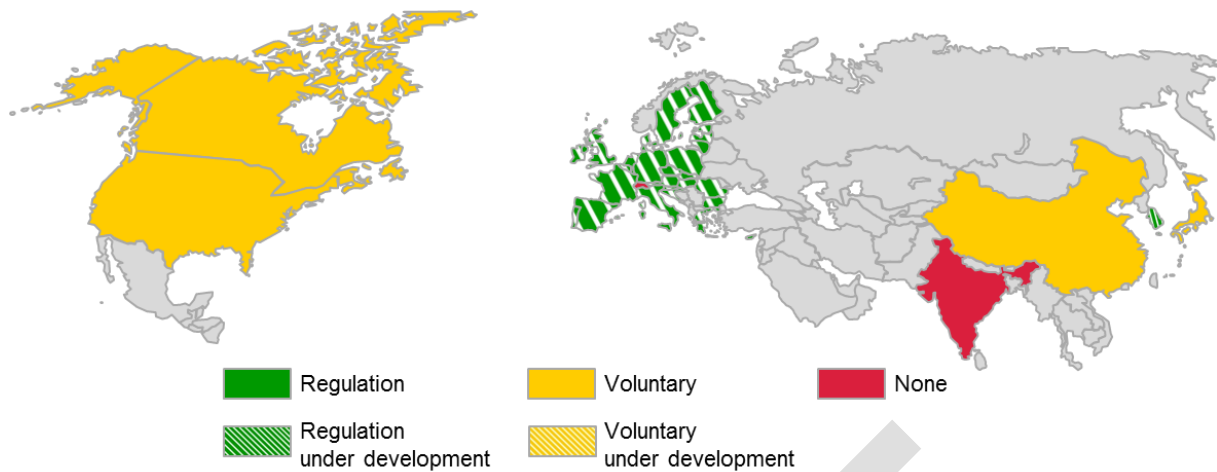 Regulation
Voluntary
None
Regulation
under development
Voluntary
under development